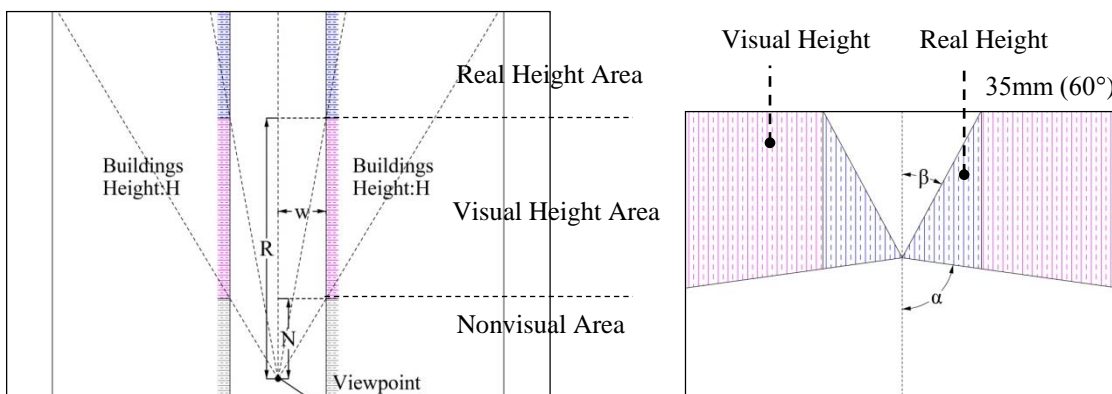 Real Height Area
Buildings
Height:H
Buildings
Height:H
w
R
Visual Height Area
N
Nonvisual Area
Viewpoint
Visual Height
Real Height
35mm (60°)
β
α